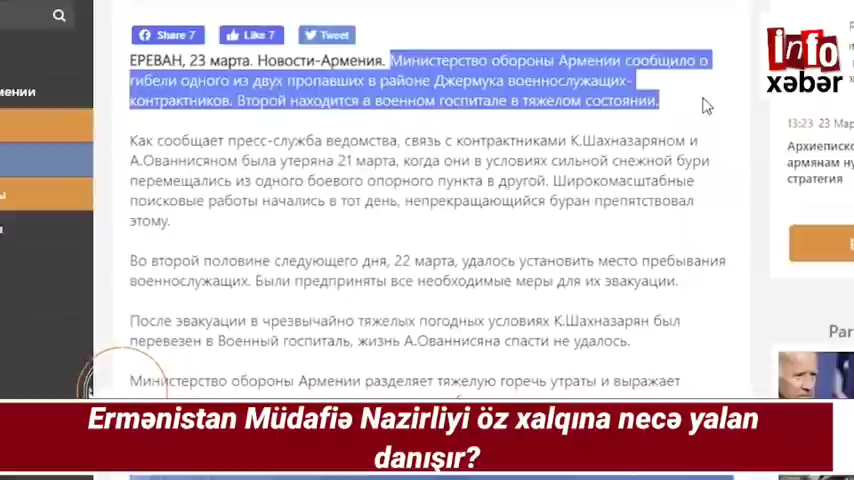 Share 7
Like 7
Tweet
info
xəbər
ЕРЕВАН, 23 марта. Новости-Армения. Министерство обороны Армении сообщило о
гибели одного из двух пропавших в районе Джермука военнослужащих-
контрактников. Второй находится в военном госпитале в тяжелом состоянии.
Как сообщает пресс-служба ведомства, связь с контрактниками К.Шахназаряном и
А.Ованнисяном была утеряна 21 марта, когда они в условиях сильной снежной бури
перемещались из одного боевого опорного пункта в другой. Широкомасштабные
поисковые работы начались в тот день, непрекращающийся буран препятствовал
этому.
Во второй половине следующего дня, 22 марта, удалось установить место пребывания
военнослужащих. Были предприняты все необходимые меры для их эвакуации.
После эвакуации в чрезвычайно тяжелых погодных условиях К.Шахназарян был
перевезен в Военный госпиталь, жизнь А.Ованнисяна спасти не удалось.
Министерство обороны Армении разделяет тяжелую горечь утраты и выражает
13:23 23 Мар
Архиепископ
армянам ну
стратегия
Par
Ermənistan Müdafiə Nazirliyi öz xalqına necə yalan
danışır?